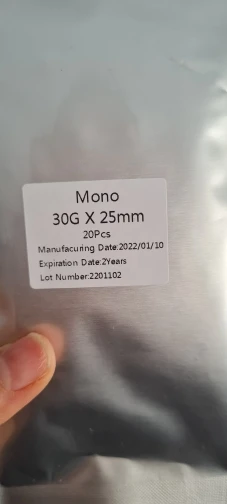 Mono
30G X 25mm
20Pcs
Manufacuring Date:2022/01/10
Expiration Date:2Years
Lot Number:2201102